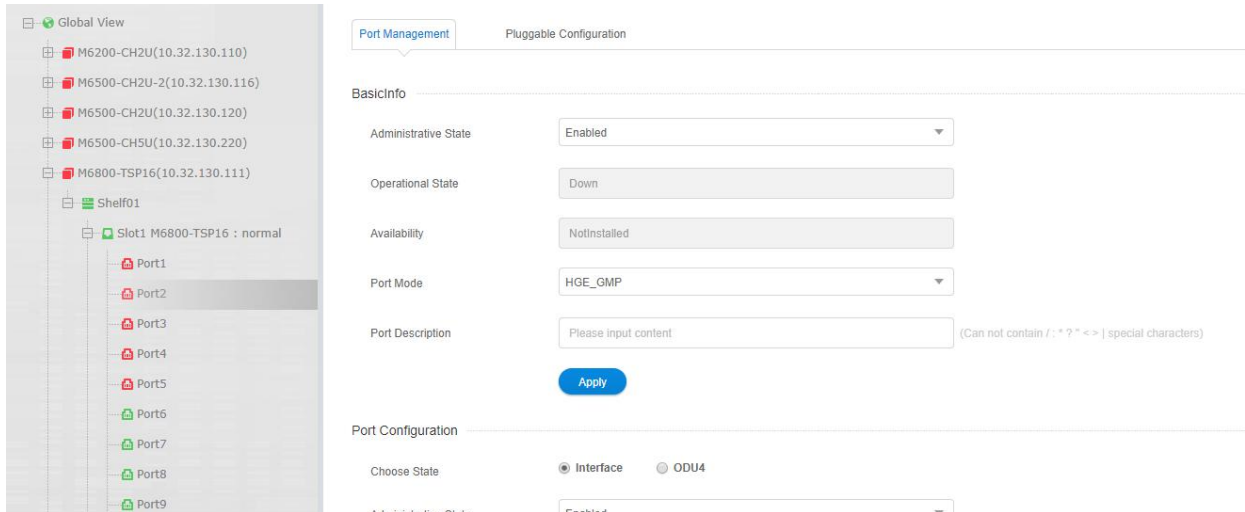 Global View
M6200-CH2U(10.32.130.110)
M6500-CH2U-2(10.32.130.116)
M6500-CH2U(10.32.130.120)
M6500-CH5U(10.32.130.220)
M6800-TSP16(10.32.130.111)
Shelf01
Slot1 M6800-TSP16 : normal
Port1
Port2
Port3
Port4
Port5
Port6
Port7
Port8
Port9
Port Management
Pluggable Configuration
BasicInfo
Administrative State
Enabled
Operational State
Down
Availability
NotInstalled
Port Mode
HGE_GMP
Port Description
Please input content
(Can not contain / : * ? " < > | special characters)
Apply
Port Configuration
Choose State
Interface
ODU4
Administrative State
Enabled